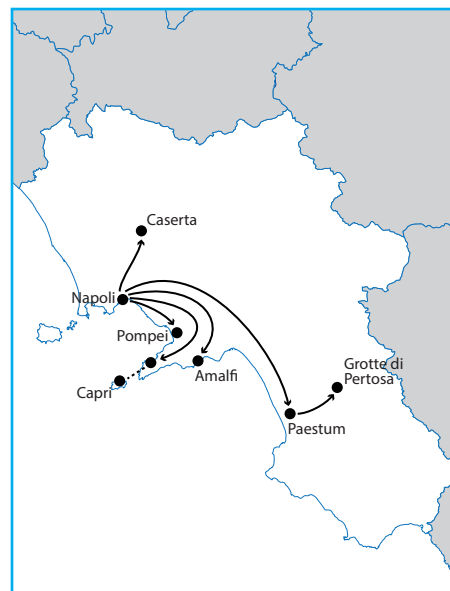 Caserta
Napoli
Pompei
Capri
Amalfi
Grotte di
Pertosa
Paestum